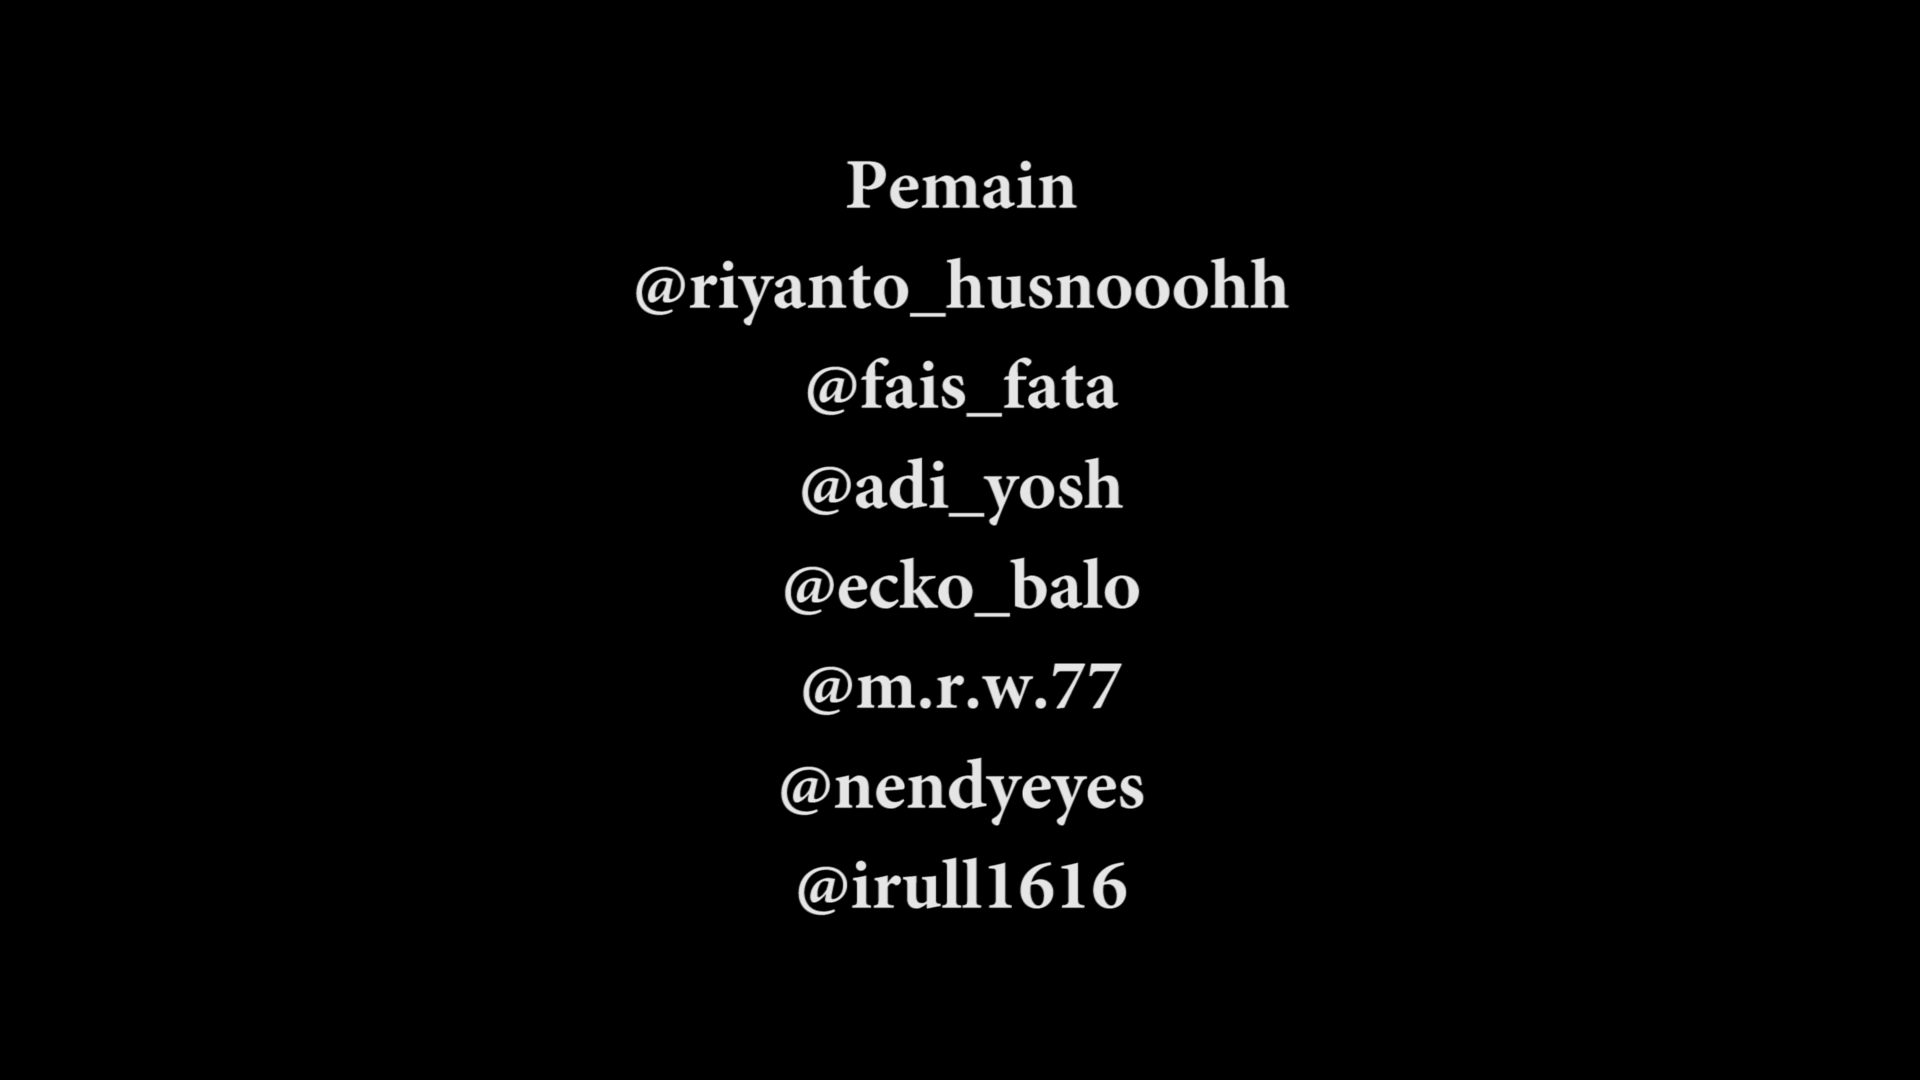 Pemain
@riyanto_husnooohh
@fais_fata
@adi_yosh
@ecko_balo
@m.r.w.77
@nendyeyes
@irull1616